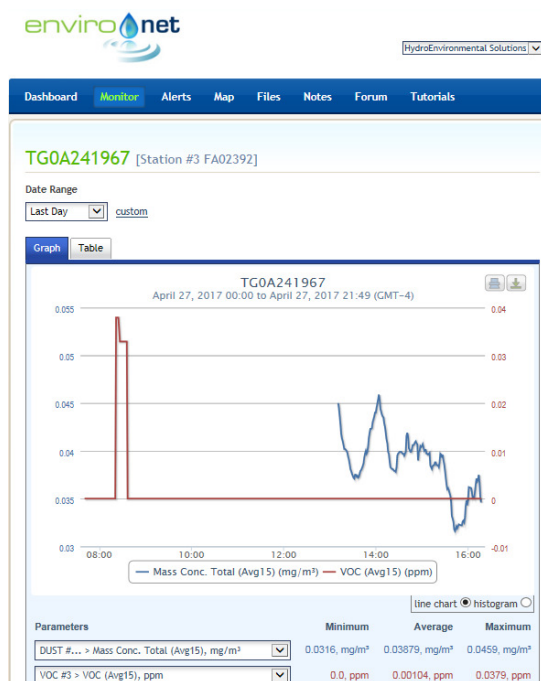 enviro net
HydroEnvironmental Solutions
Dashboard Monitor Alerts Map Files Notes Forum Tutorials
TG0A241967 [Station #3 FA02392]
Date Range
Last Day custom
Graph Table
TG0A241967
April 27, 2017 00:00 to April 27, 2017 21:49 (GMT-4)
0.055 0.04
0.05 0.03
0.045 0.02
0.04 0.01
0.035 0
0.03 -0.01
08:00 10:00 12:00 14:00 16:00
Mass Conc. Total (Avg15) (mg/m³) VOC (Avg15) (ppm)
line chart histogram
Parameters Minimum Average Maximum
DUST #... > Mass Conc. Total (Avg15), mg/m³ 0.0316, mg/m³ 0.03879, mg/m³ 0.0459, mg/m³
VOC #3 > VOC (Avg15), ppm 0.0, ppm 0.00104, ppm 0.0379, ppm